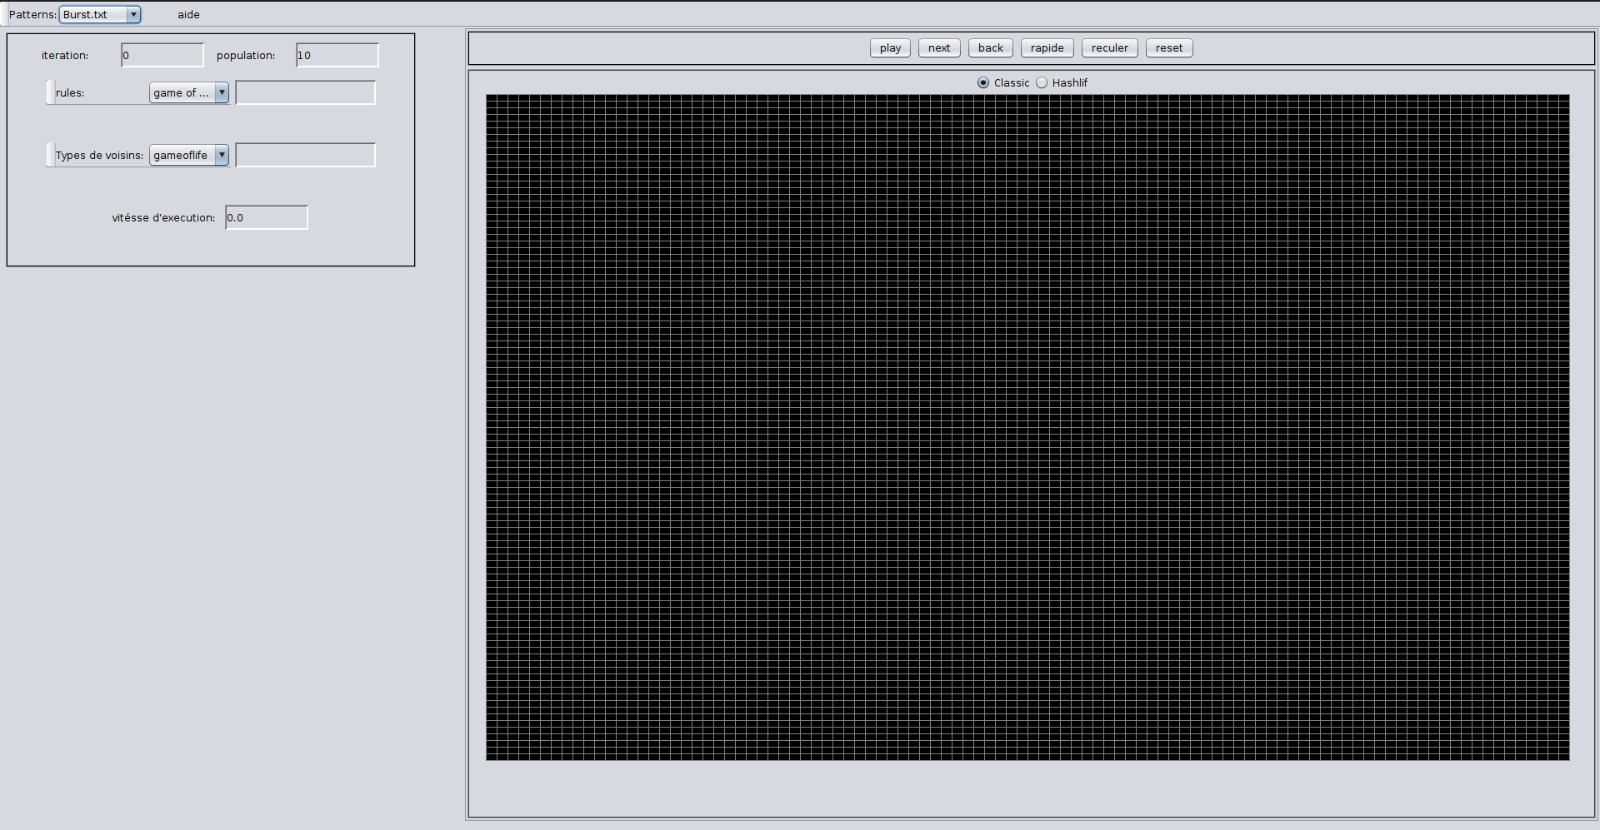 Patterns: Burst.txt aide
iteration: 0 population: 10
rules: game of ...
Types de voisins: gameoflife
vitésse d'execution: 0.0
play next back rapide reculer reset
Classic Hashlif